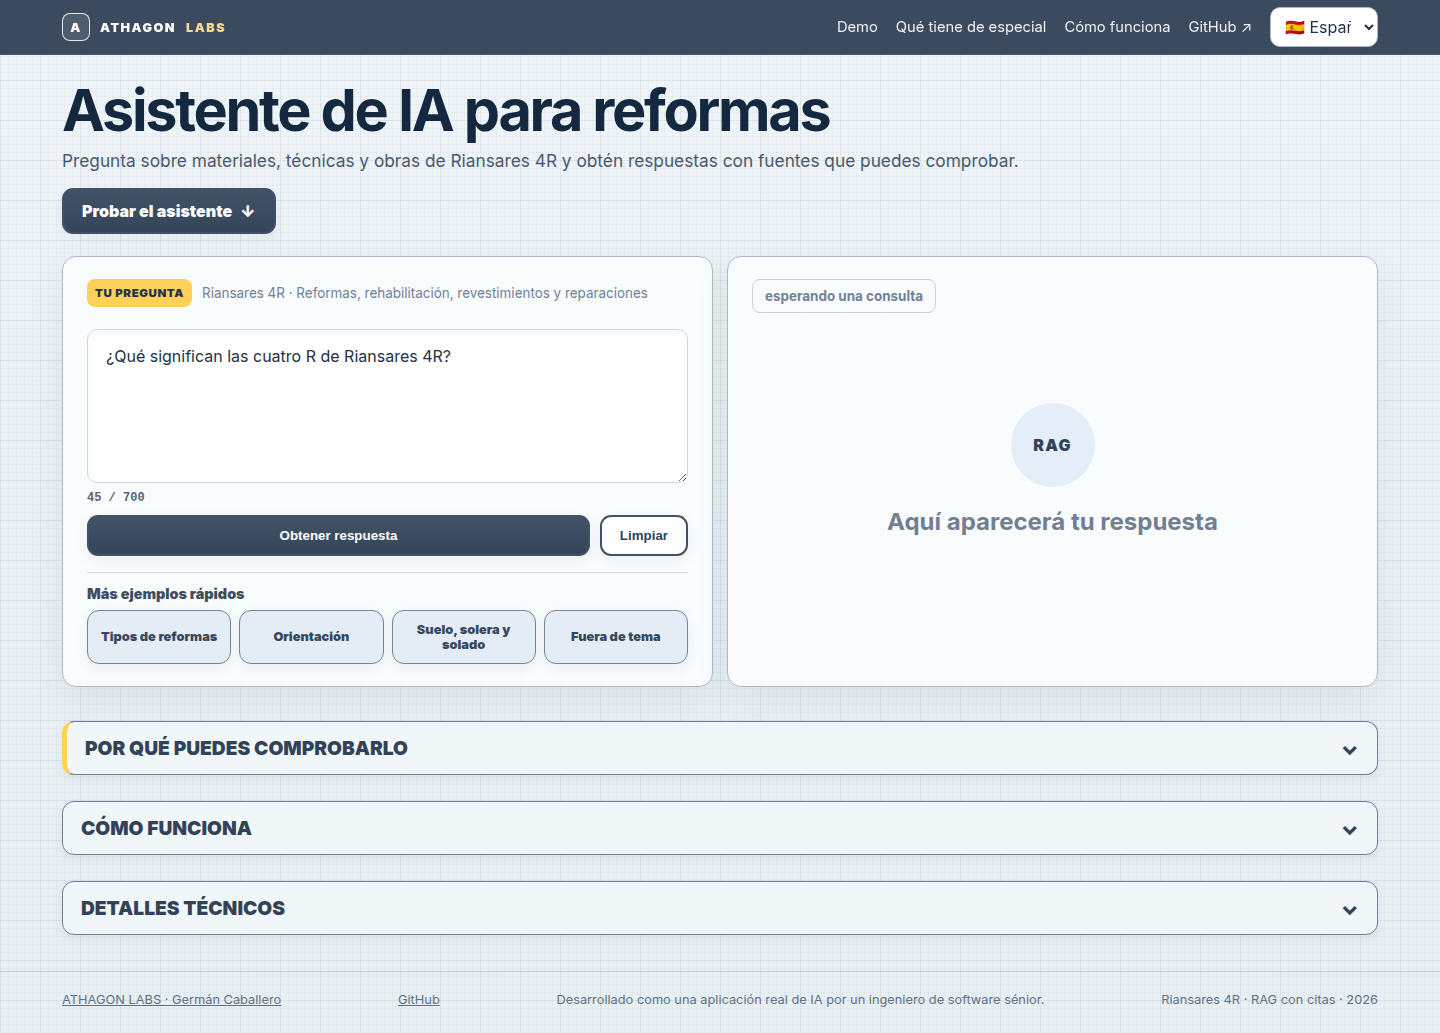 A ATHAGON LABS
Demo Qué tiene de especial Cómo funciona GitHub ↗ 🇪🇸 Españ
Asistente de IA para reformas
Pregunta sobre materiales, técnicas y obras de Riansares 4R y obtén respuestas con fuentes que puedes comprobar.
Probar el asistente ↓
TU PREGUNTA Riansares 4R · Reformas, rehabilitación, revestimientos y reparaciones
¿Qué significan las cuatro R de Riansares 4R?
45 / 700
Obtener respuesta Limpiar
Más ejemplos rápidos
Tipos de reformas
Orientación
Suelo, solera y
solado
Fuera de tema
esperando una consulta
RAG
Aquí aparecerá tu respuesta
POR QUÉ PUEDES COMPROBARLO
CÓMO FUNCIONA
DETALLES TÉCNICOS
ATHAGON LABS · Germán Caballero GitHub Desarrollado como una aplicación real de IA por un ingeniero de software sénior. Riansares 4R · RAG con citas · 2026